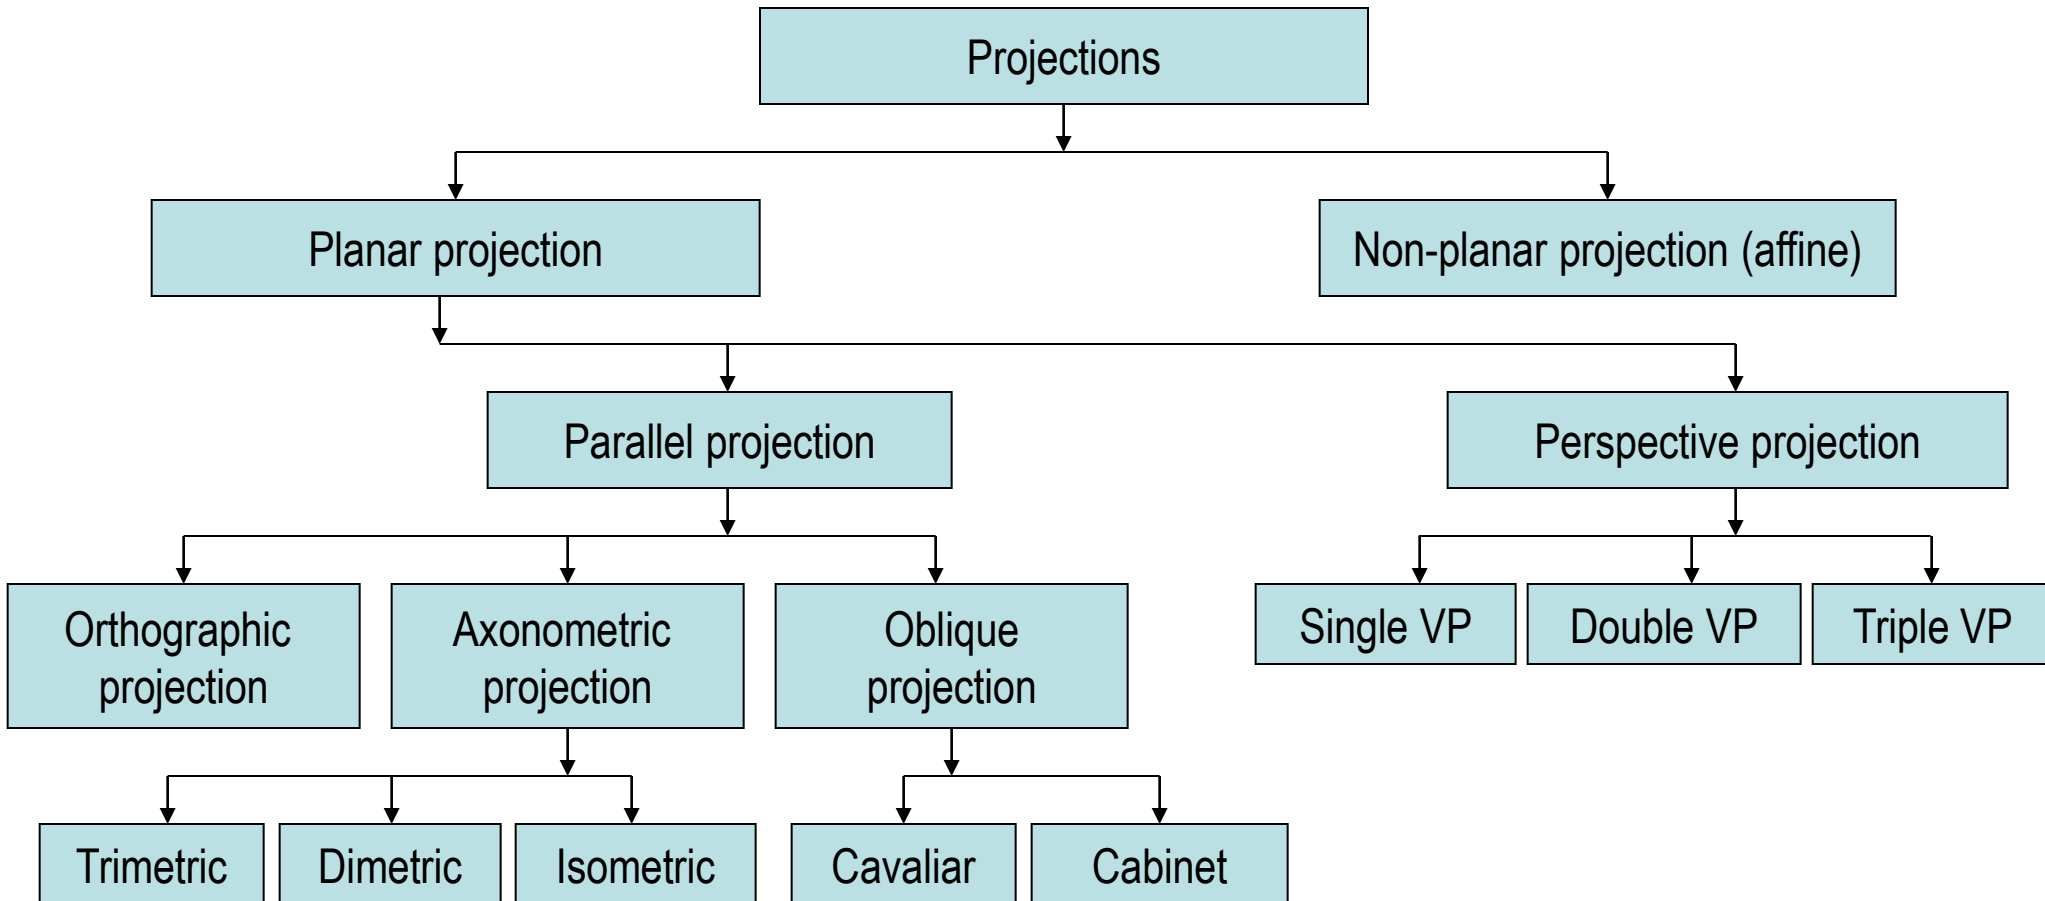 Projections
Planar projection
Non-planar projection (affine)
Parallel projection
Perspective projection
Orthographic
projection
Axonometric
projection
Oblique
projection
Single VP
Double VP
Triple VP
Trimetric
Dimetric
Isometric
Cavaliar
Cabinet